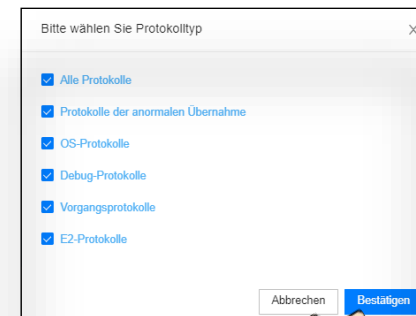 Bitte wählen Sie Protokolltyp
Alle Protokolle
Protokolle der anormalen Übernahme
OS-Protokolle
Debug-Protokolle
Vorgangsprotokolle
E2-Protokolle
Abbrechen Bestätigen